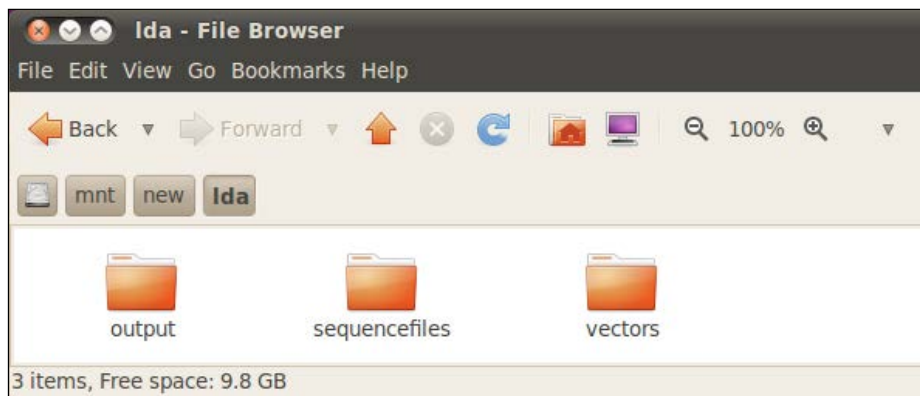 lda - File Browser
File Edit View Go Bookmarks Help
Back Forward 100%
mnt new lda
output sequencefiles vectors
3 items, Free space: 9.8 GB